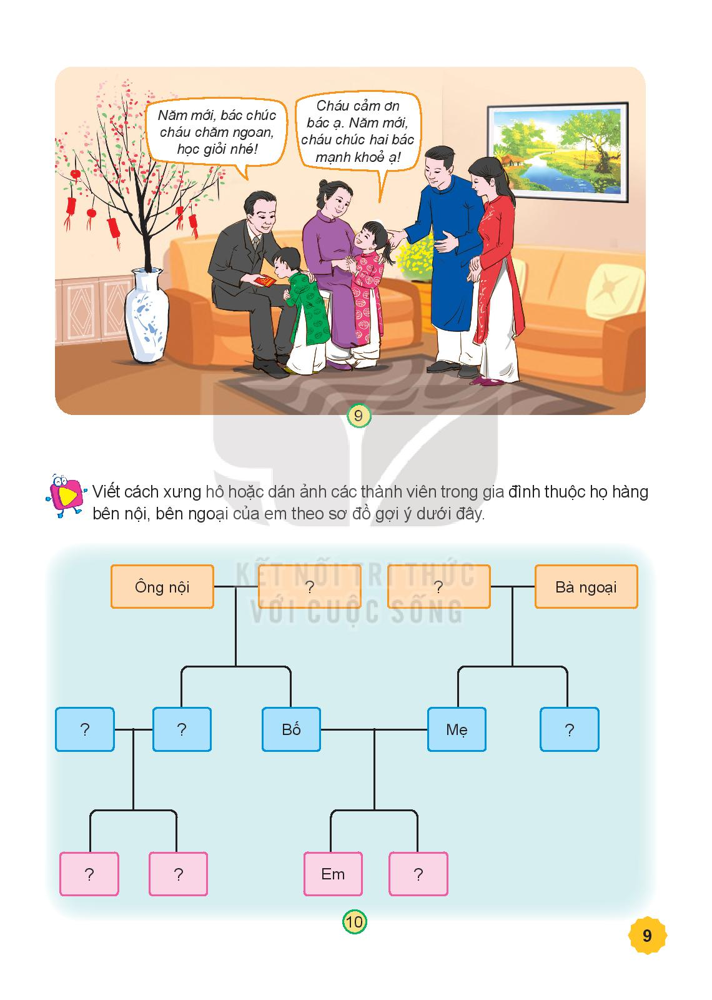 Năm mới, bác chúc
cháu chăm ngoan,
học giỏi nhé!
Cháu cảm ơn
bác ạ. Năm mới,
cháu chúc hai bác
mạnh khoẻ ạ!
9
Viết cách xưng hô hoặc dán ảnh các thành viên trong gia đình thuộc họ hàng
bên nội, bên ngoại của em theo sơ đồ gợi ý dưới đây.
KẾT NỐI TRI THỨC
VỚI CUỘC SỐNG
Ông nội
?
?
Bà ngoại
?
?
Bố
Mẹ
?
?
?
Em
?
10
9